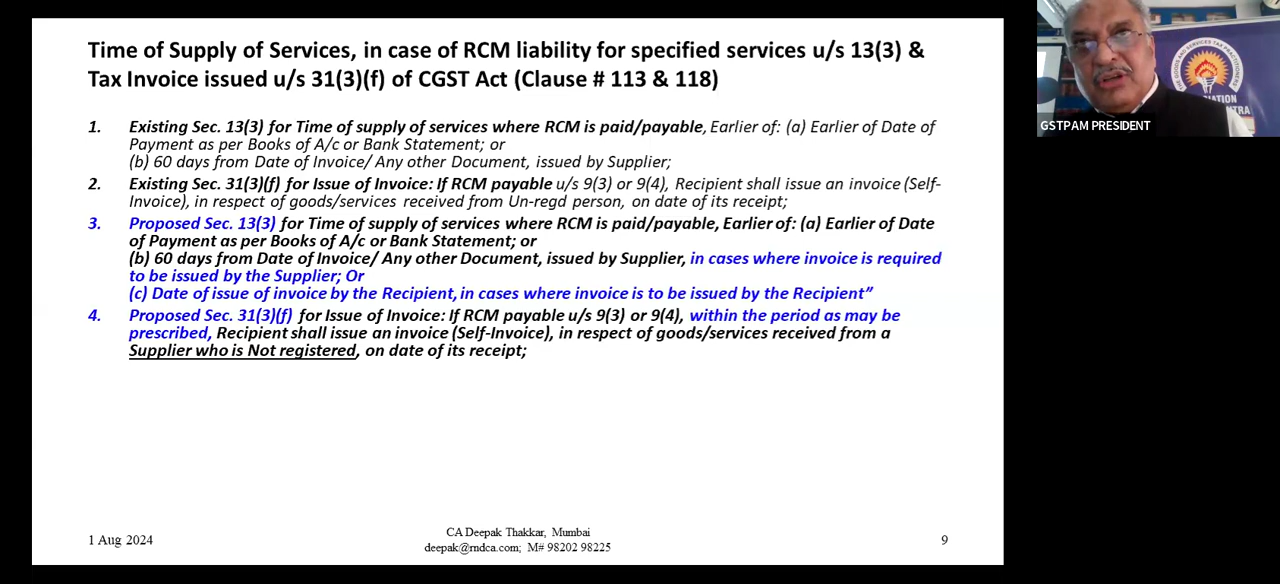 Time of Supply of Services, in case of RCM liability for specified services u/s 13(3) &
Tax Invoice issued u/s 31(3)(f) of CGST Act (Clause # 113 & 118)
1. Existing Sec. 13(3) for Time of supply of services where RCM is paid/payable, Earlier of: (a) Earlier of Date of
Payment as per Books of A/c or Bank Statement; or
(b) 60 days from Date of Invoice/ Any other Document, issued by Supplier;
2. Existing Sec. 31(3)(f) for Issue of Invoice: If RCM payable u/s 9(3) or 9(4), Recipient shall issue an invoice (Self-
Invoice), in respect of goods/services received from Un-regd person, on date of its receipt;
3. Proposed Sec. 13(3) for Time of supply of services where RCM is paid/payable, Earlier of: (a) Earlier of Date
of Payment as per Books of A/c or Bank Statement; or
(b) 60 days from Date of Invoice/ Any other Document, issued by Supplier, in cases where invoice is required
to be issued by the Supplier; Or
(c) Date of issue of invoice by the Recipient, in cases where invoice is to be issued by the Recipient”
4. Proposed Sec. 31(3)(f) for Issue of Invoice: If RCM payable u/s 9(3) or 9(4), within the period as may be
prescribed, Recipient shall issue an invoice (Self-Invoice), in respect of goods/services received from a
Supplier who is Not registered, on date of its receipt;
1 Aug 2024
CA Deepak Thakkar, Mumbai
deepak@rndca.com; M# 98202 98225
9
GSTPAM PRESIDENT